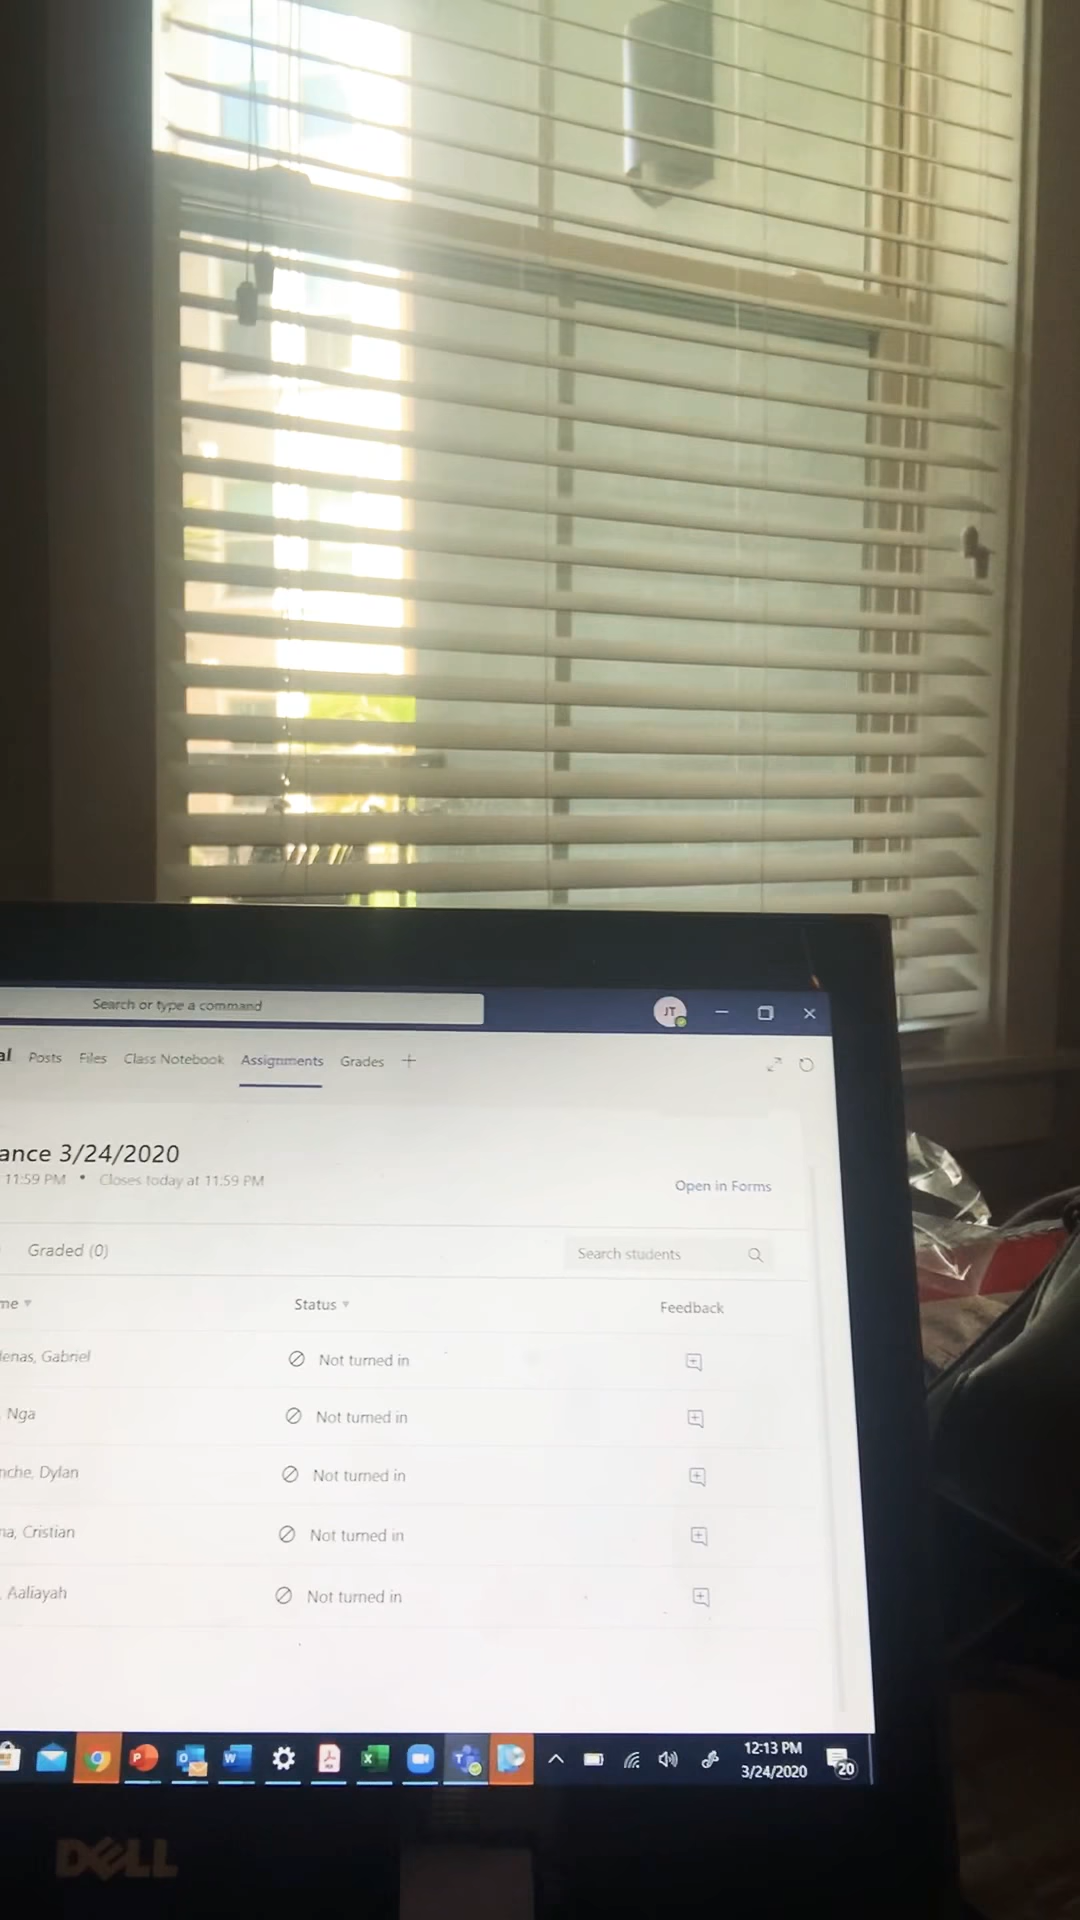 Search or type a command
JT
al Posts Files Class Notebook Assignments Grades +
ance 3/24/2020
11:59 PM • Closes today at 11:59 PM
Open in Forms
Graded (0)
Search students
me Status Feedback
lenas, Gabriel Not turned in
, Nga Not turned in
nche, Dylan Not turned in
na, Cristian Not turned in
, Aaliayah Not turned in
12:13 PM
3/24/2020
20
DELL